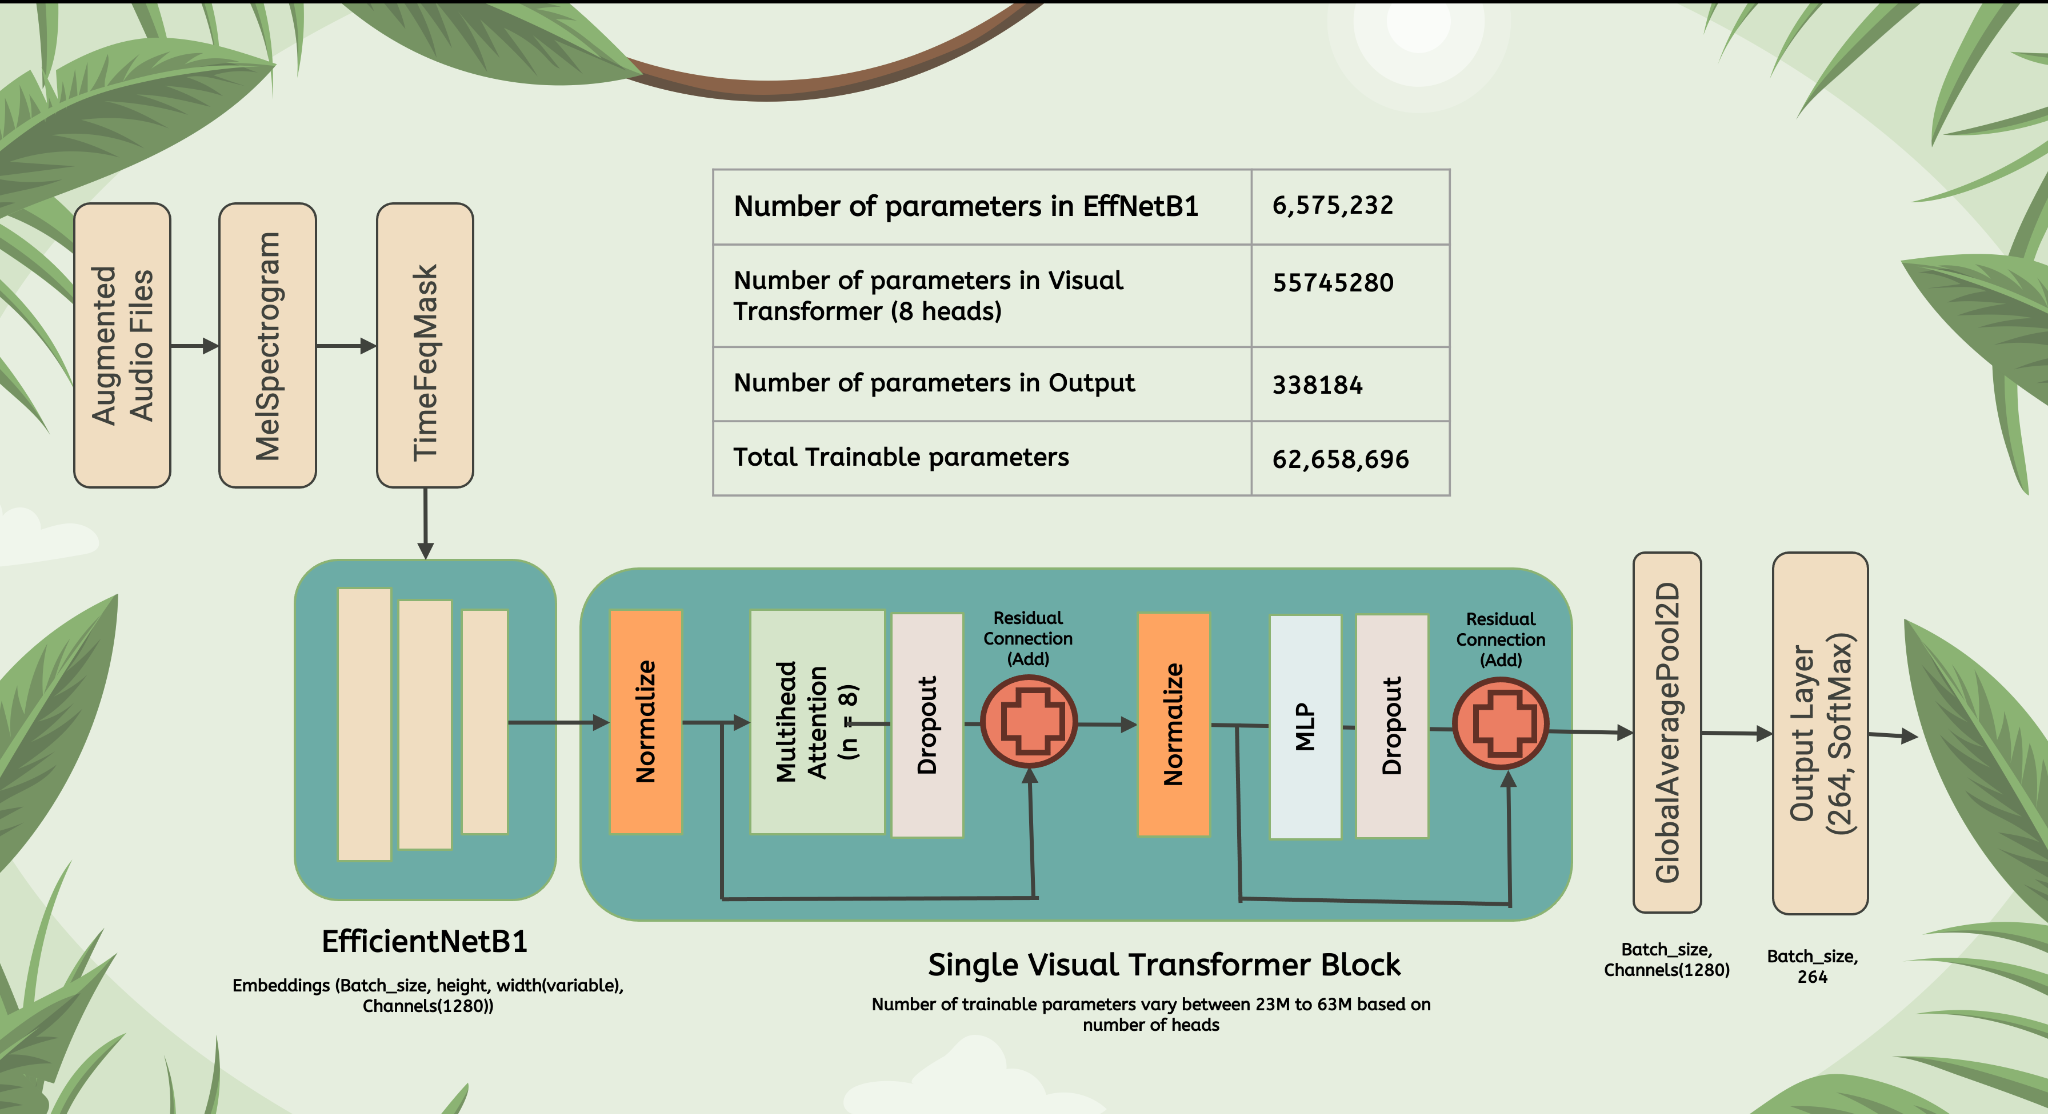 Number of parameters in EffNetB1
6,575,232
Number of parameters in Visual
Transformer (8 heads)
55745280
Number of parameters in Output
338184
Total Trainable parameters
62,658,696
Augmented
Audio Files
MelSpectrogram
TimeFeqMask
Normalize
Multihead
Attention
(n = 8)
Dropout
Residual
Connection
(Add)
Normalize
MLP
Dropout
Residual
Connection
(Add)
GlobalAveragePool2D
Output Layer
(264, SoftMax)
EfficientNetB1
Embeddings (Batch_size, height, width(variable),
Channels(1280))
Single Visual Transformer Block
Number of trainable parameters vary between 23M to 63M based on
number of heads
Batch_size,
Channels(1280)
Batch_size,
264